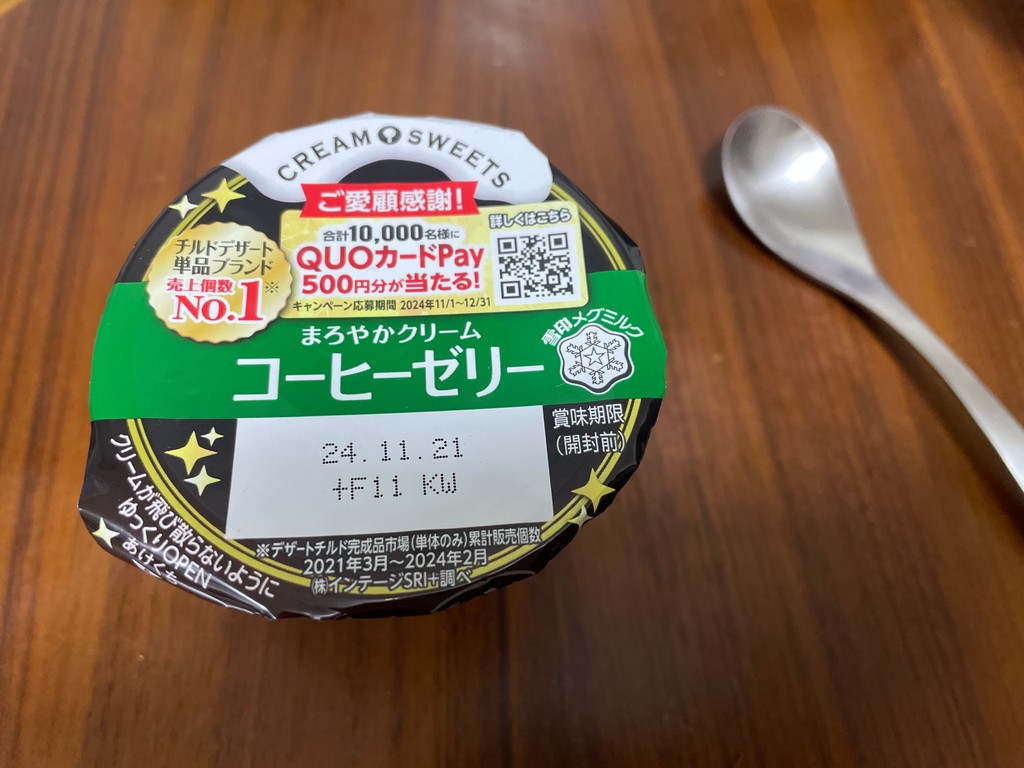 CREAM SWEETS
ご愛顧感謝!
詳しくはこちら
合計10,000名様に
QUOカードPay
500円分が当たる!
キャンペーン応募期間 2024年11/1~12/31
チルドデザート
単品ブランド
売上個数※
No.1
まろやかクリーム
コーヒーゼリー
雪印メグミルク
賞味期限
(開封前)
24.11.21
+F11 KW
クリームが飛び散らないように
ゆっくりOPEN
あけくち
※デザートチルド完成品市場(単体のみ)累計販売個数
2021年3月~2024年2月
㈱インテージSRI+調べ